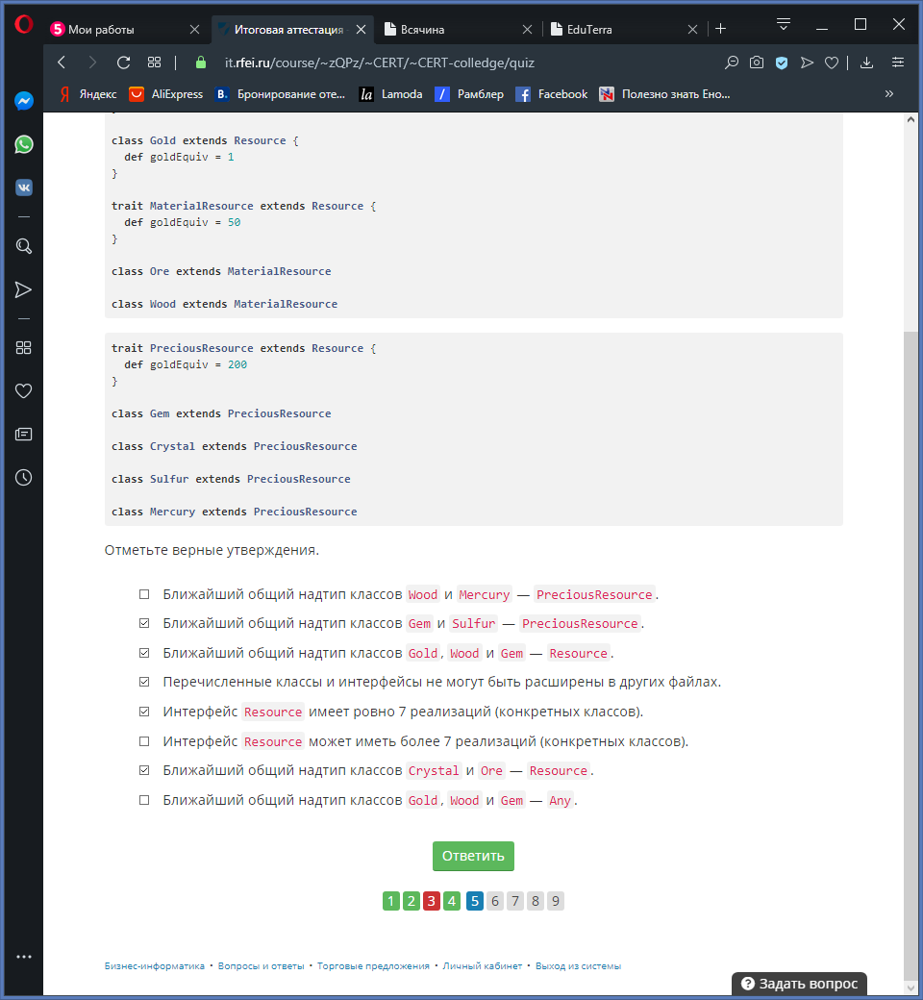 Мои работы
Итоговая аттестация
Всячина
EduTerra
it.rfei.ru/course/~zQPz/~CERT/~CERT-colledge/quiz
Яндекс
AliExpress
B. Бронирование оте...
la Lamoda
Рамблер
Facebook
Полезно знать Ено...
class Gold extends Resource {
def goldEquiv = 1
}
trait MaterialResource extends Resource {
def goldEquiv = 50
}
class Ore extends MaterialResource
class Wood extends MaterialResource
trait PreciousResource extends Resource {
def goldEquiv = 200
}
class Gem extends PreciousResource
class Crystal extends PreciousResource
class Sulfur extends PreciousResource
class Mercury extends PreciousResource
Отметьте верные утверждения.
Ближайший общий надтип классов Wood и Mercury — PreciousResource.
Ближайший общий надтип классов Gem и Sulfur — PreciousResource.
Ближайший общий надтип классов Gold, Wood и Gem — Resource.
Перечисленные классы и интерфейсы не могут быть расширены в других файлах.
Интерфейс Resource имеет ровно 7 реализаций (конкретных классов).
Интерфейс Resource может иметь более 7 реализаций (конкретных классов).
Ближайший общий надтип классов Crystal и Ore — Resource.
Ближайший общий надтип классов Gold, Wood и Gem — Any.
Ответить
1 2 3 4 5 6 7 8 9
Бизнес-информатика • Вопросы и ответы • Торговые предложения • Личный кабинет • Выход из системы
Задать вопрос